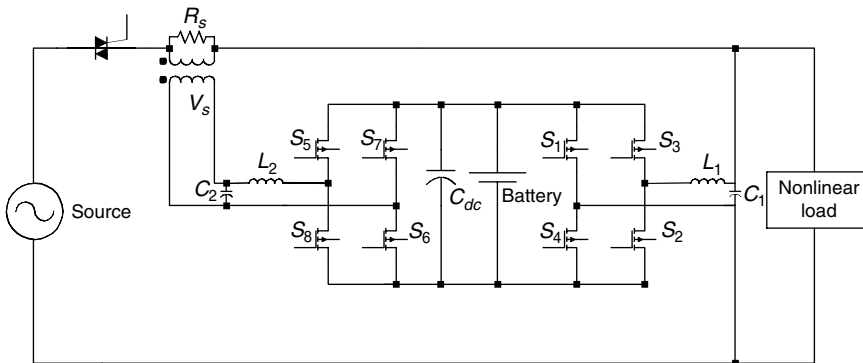 Rs
Vs
S5
S7
S1
S3
L2
L1
C2
Cdc
Battery
C1
Nonlinear
load
Source
S8
S6
S4
S2